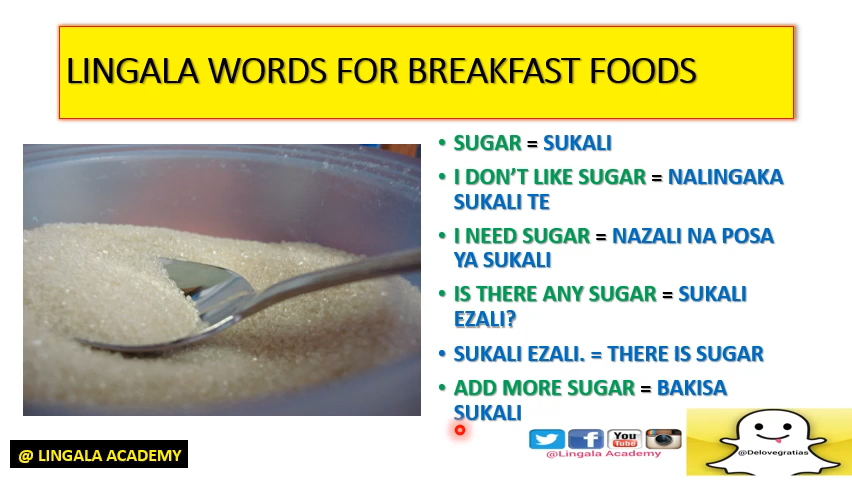 LINGALA WORDS FOR BREAKFAST FOODS
• SUGAR = SUKALI
• I DON'T LIKE SUGAR = NALINGAKA
SUKALI TE
• I NEED SUGAR = NAZALI NA POSA
YA SUKALI
• IS THERE ANY SUGAR = SUKALI
EZALI?
• SUKALI EZALI. = THERE IS SUGAR
• ADD MORE SUGAR = BAKISA
SUKALI
You
Tube
@Lingala Academy
@Delovegratias
@ LINGALA ACADEMY